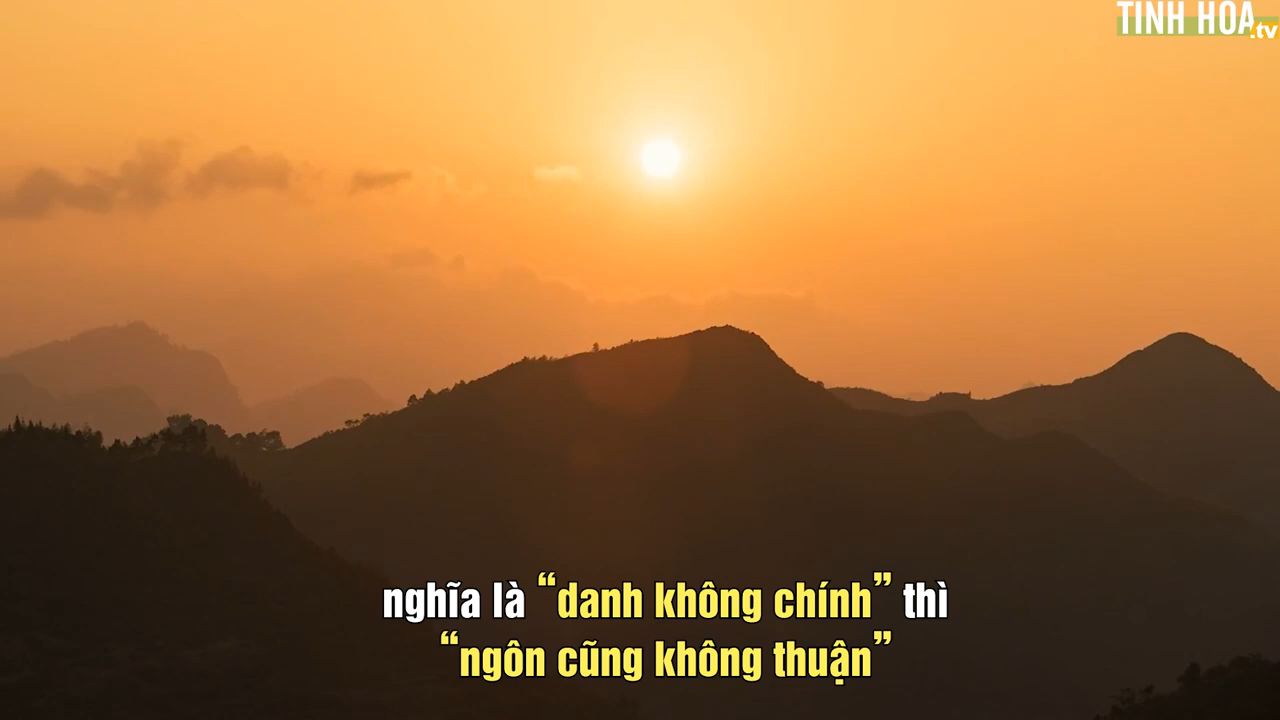 TINH HOA
.tv
nghĩa là “danh không chính” thì
“ngôn cũng không thuận”